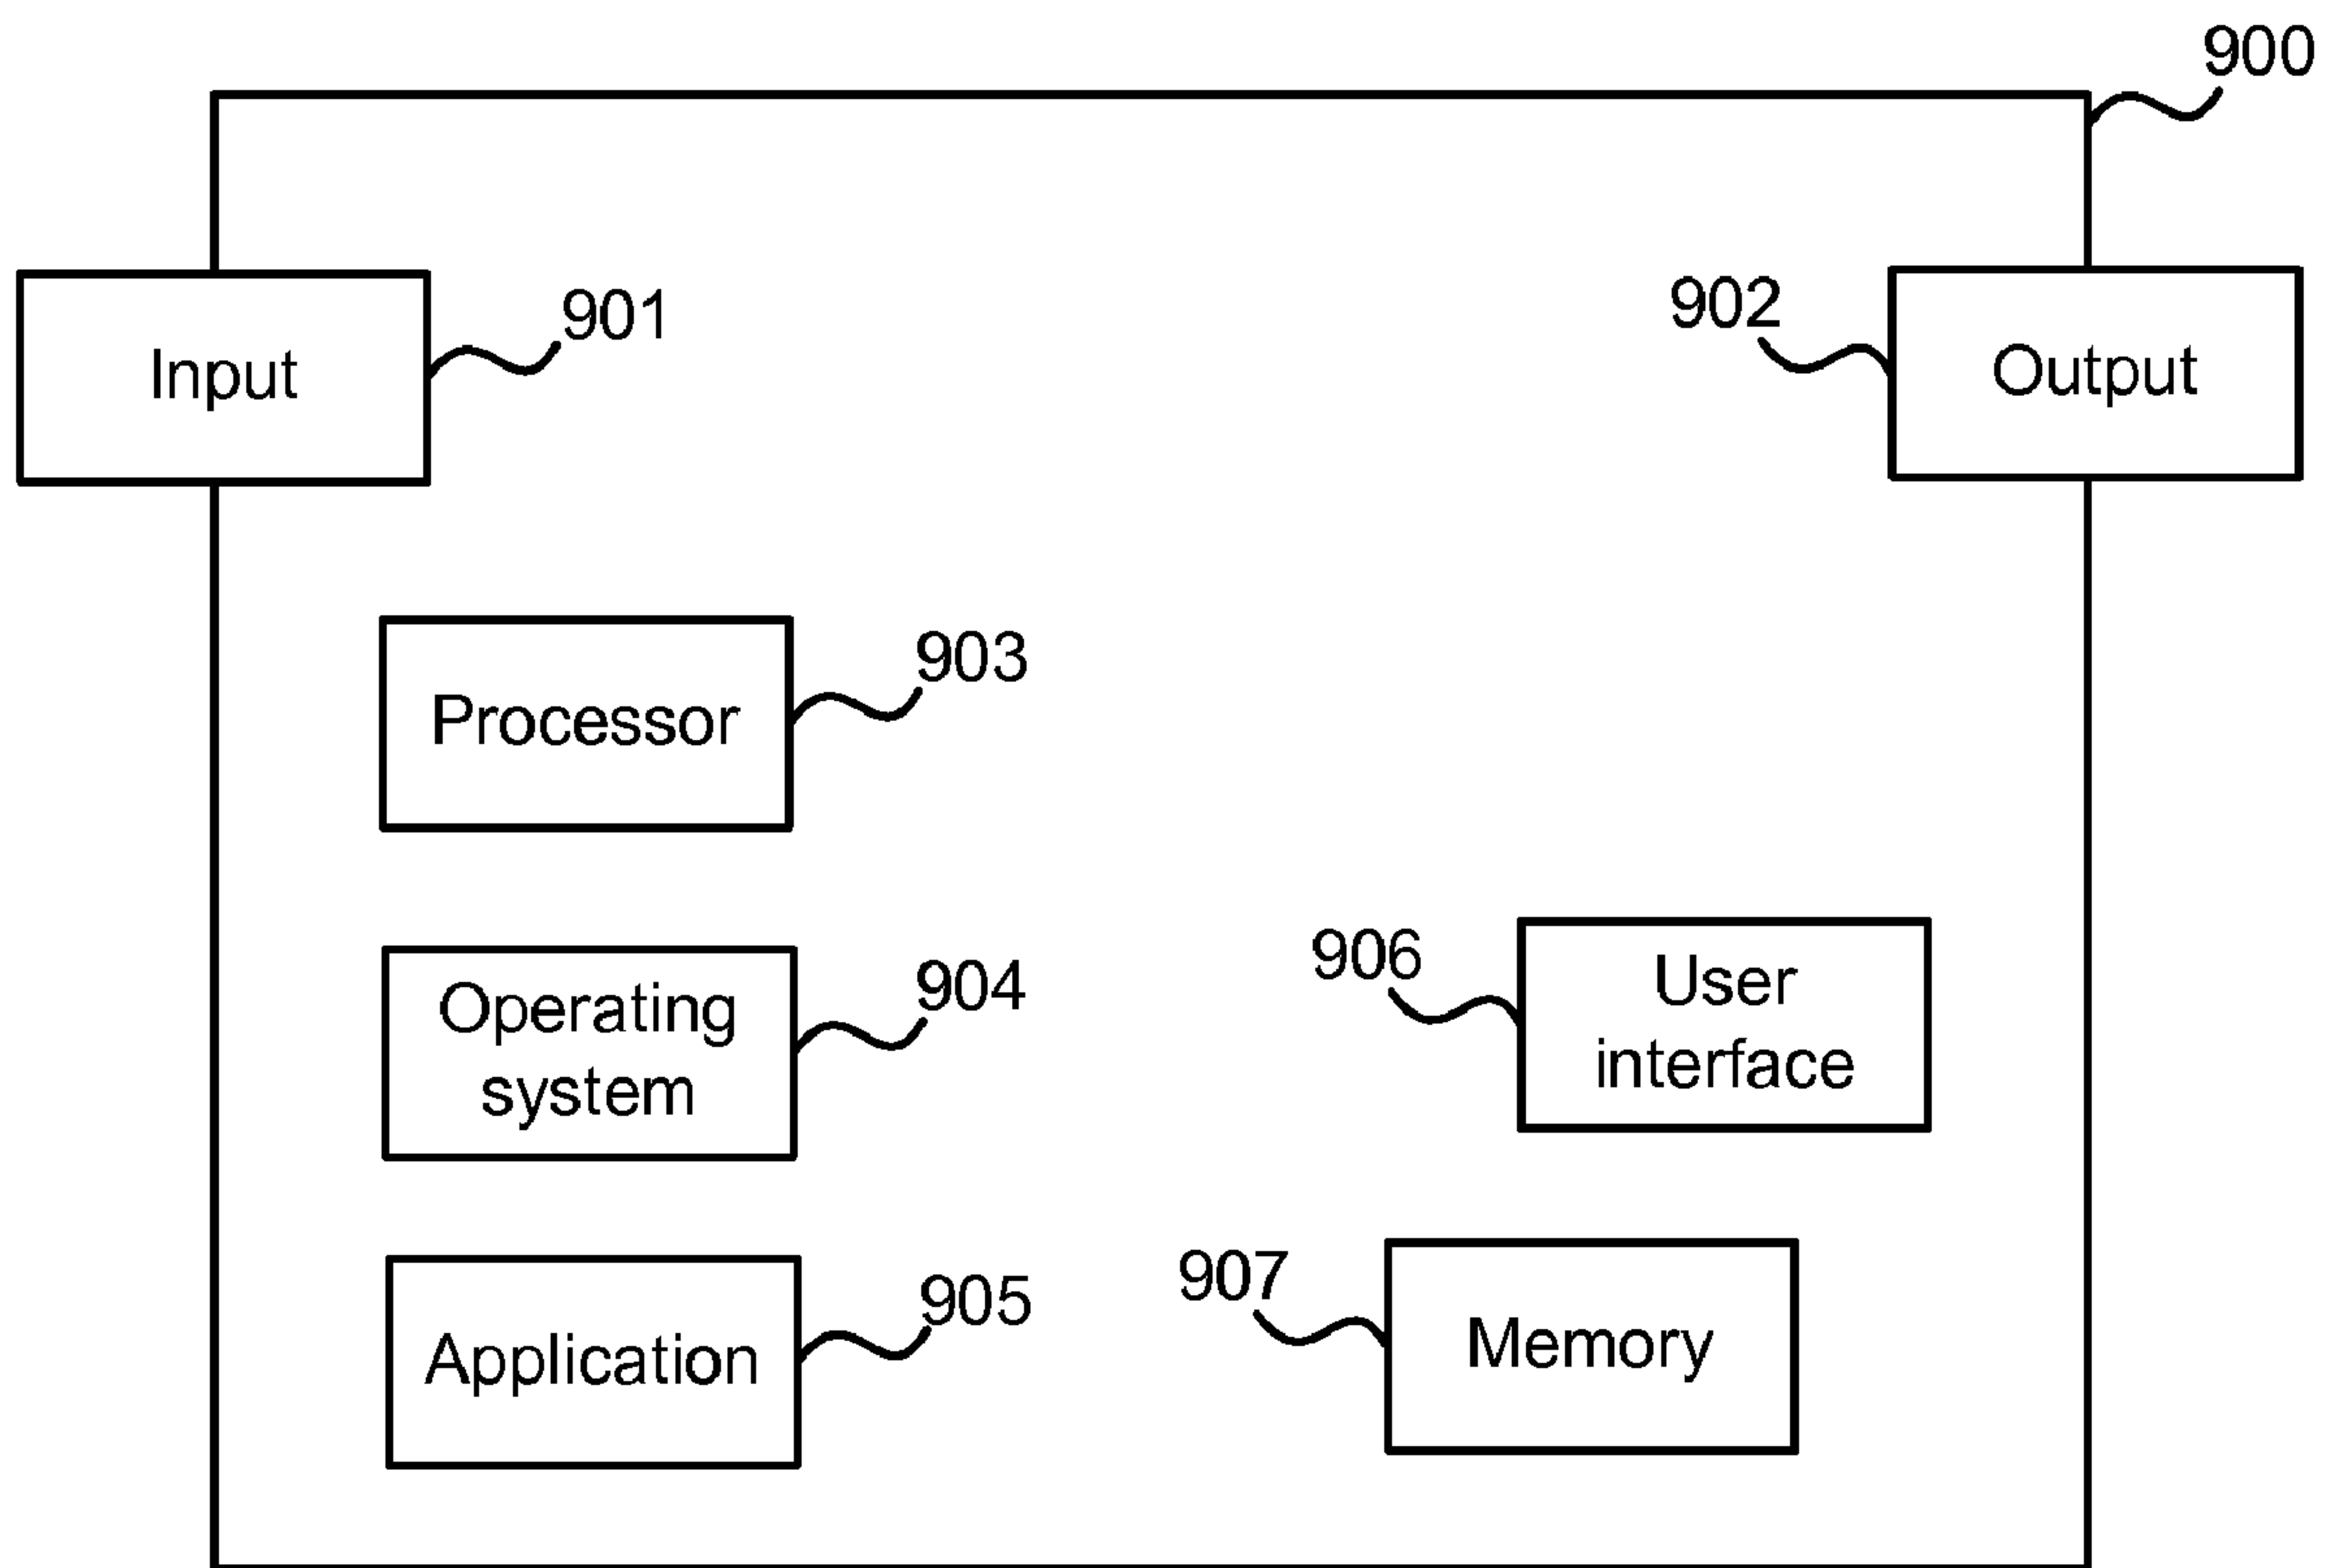 900
901
Input
902
Output
903
Processor
904
Operating
system
906
User
interface
905
Application
907
Memory